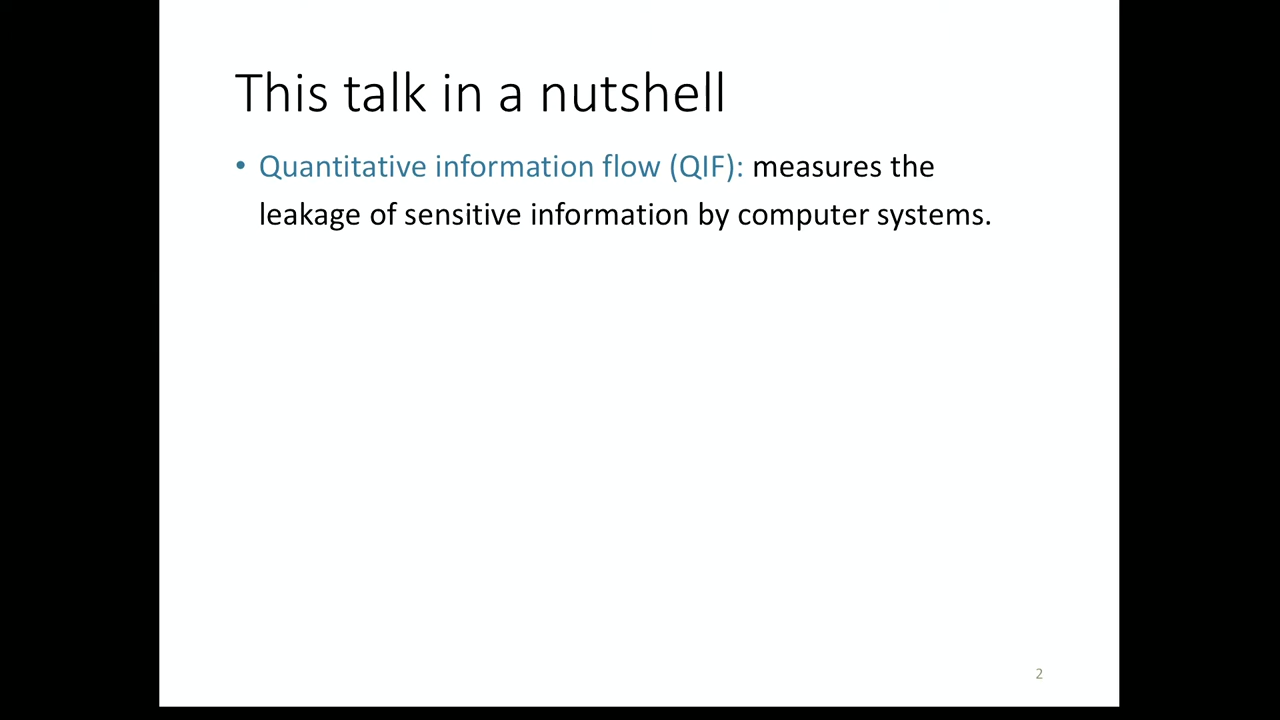 This talk in a nutshell
• Quantitative information flow (QIF): measures the
leakage of sensitive information by computer systems.
2